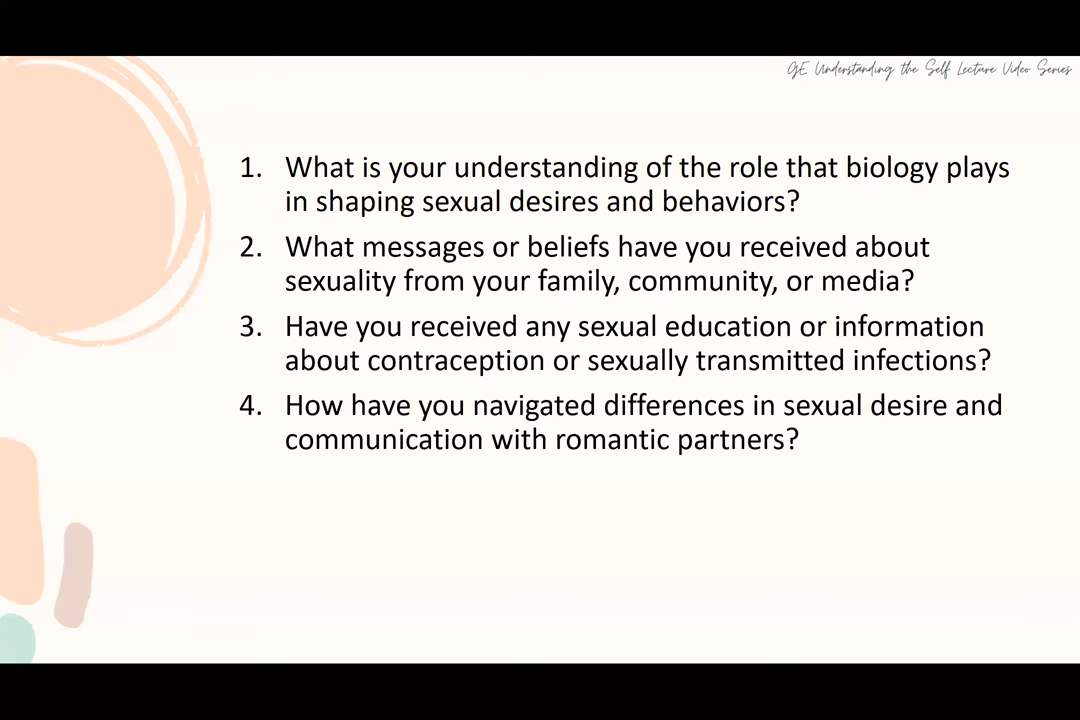 GE Understanding the Self Lecture Video Series
1. What is your understanding of the role that biology plays
in shaping sexual desires and behaviors?
2. What messages or beliefs have you received about
sexuality from your family, community, or media?
3. Have you received any sexual education or information
about contraception or sexually transmitted infections?
4. How have you navigated differences in sexual desire and
communication with romantic partners?